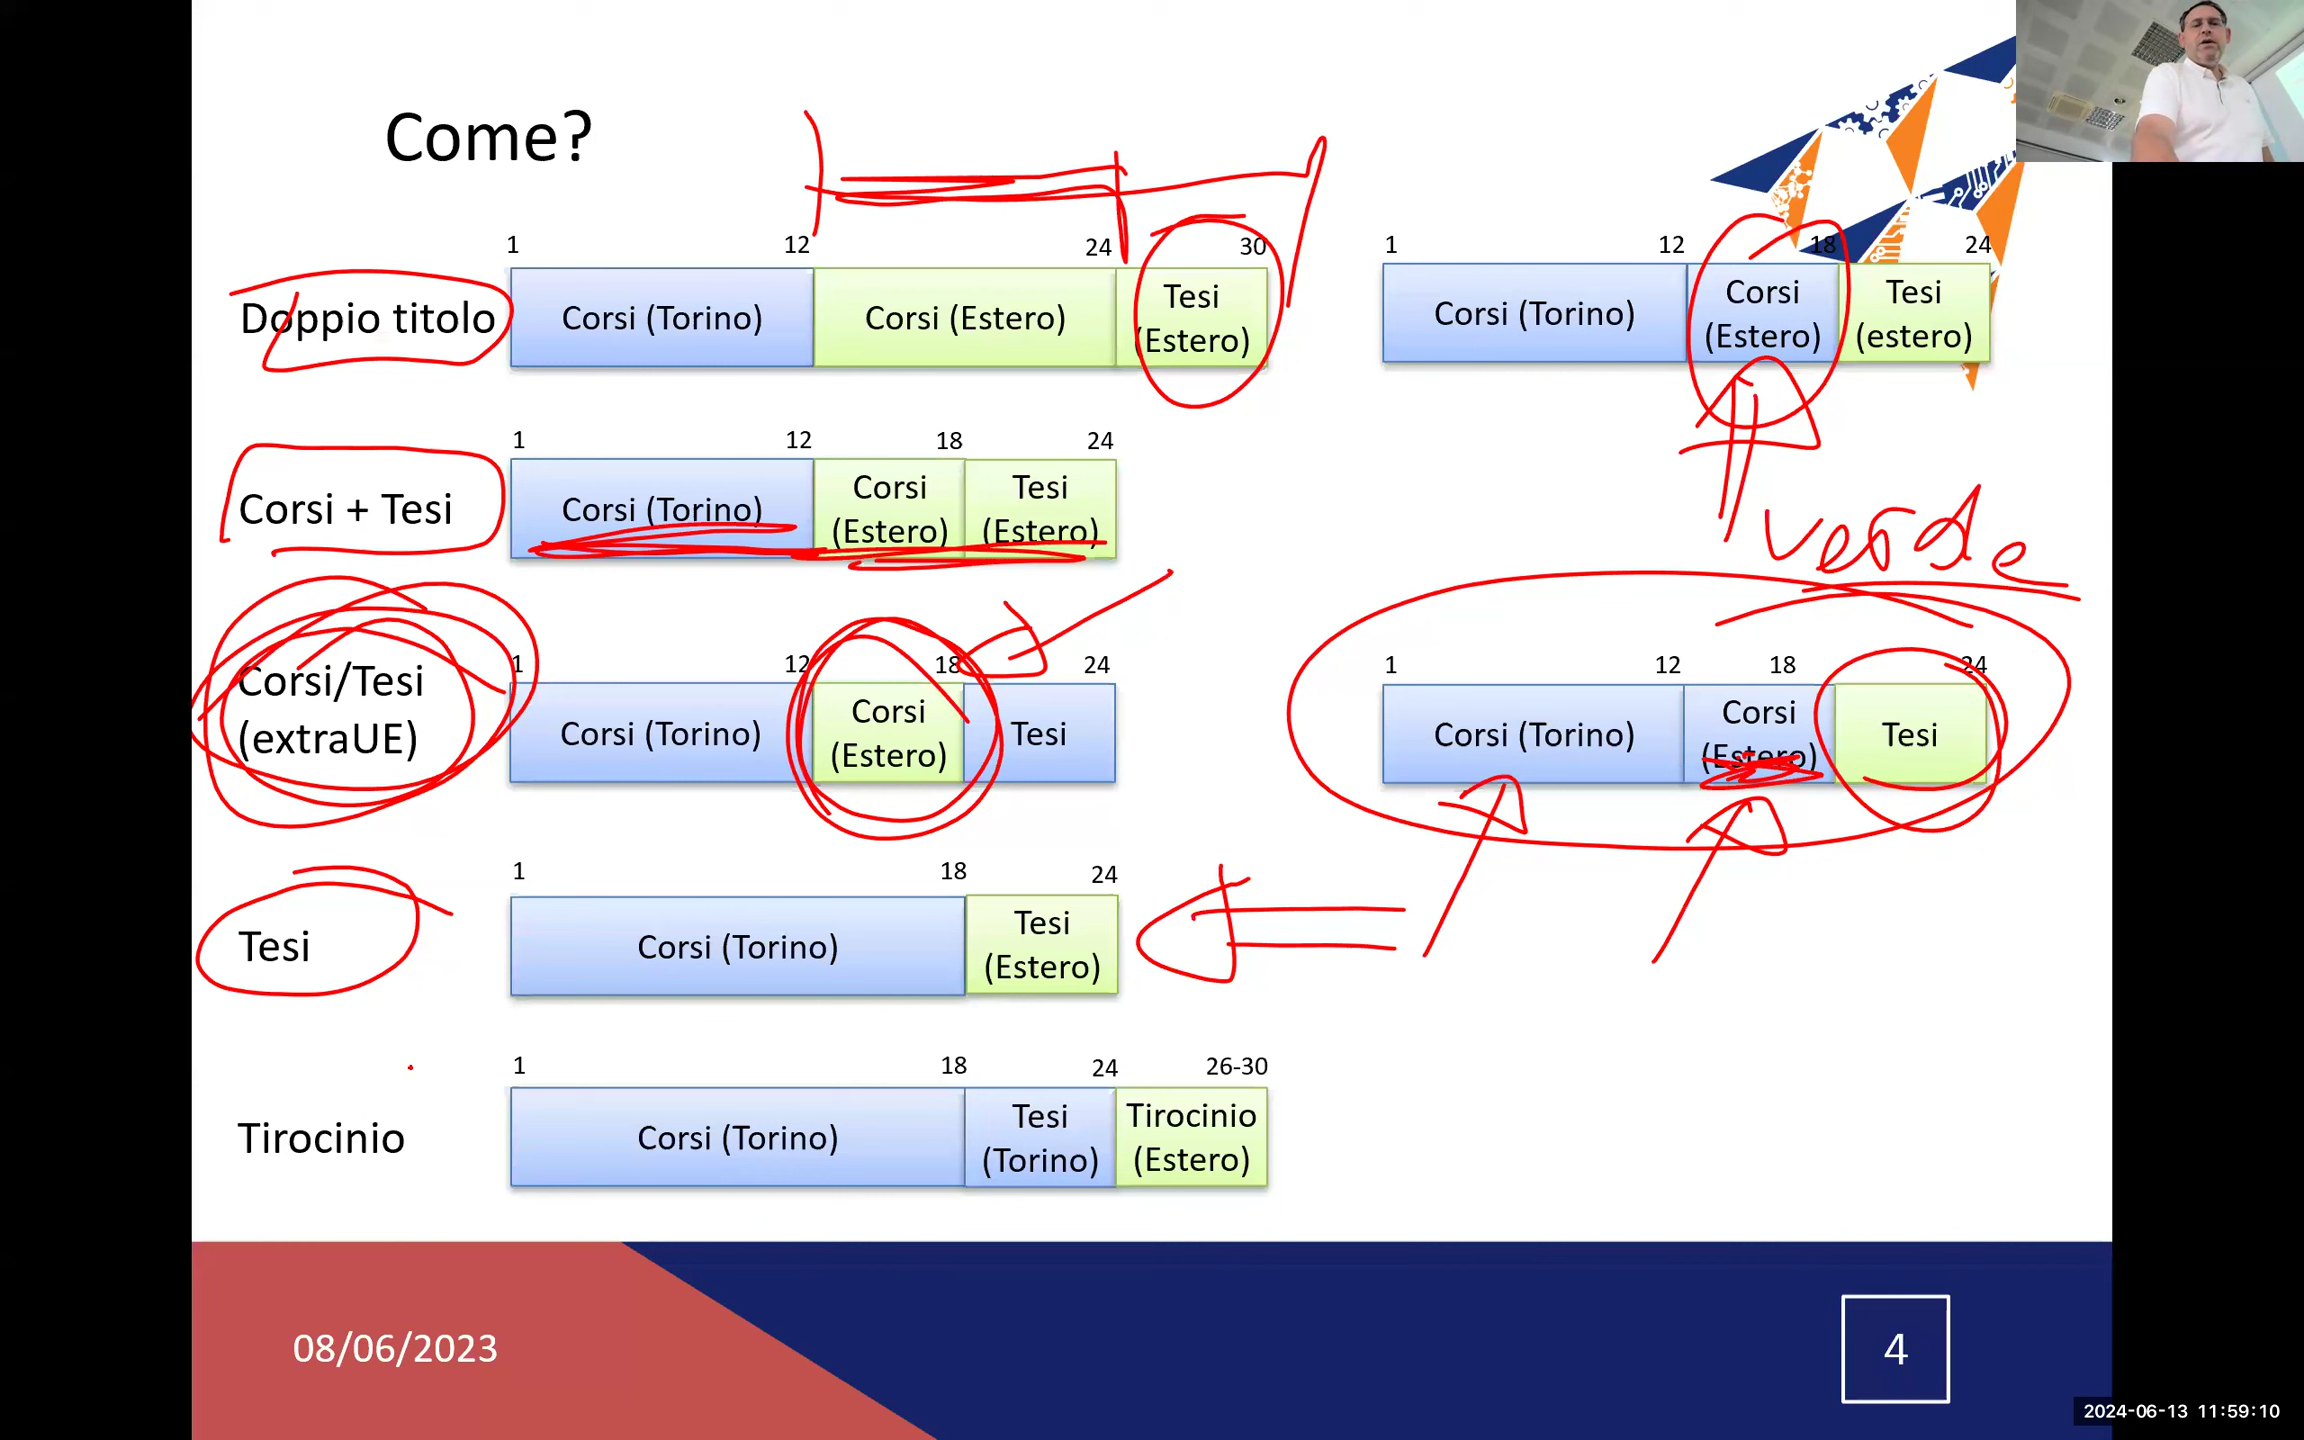 Come?
1 12 24 30
1 12 18 24
Doppio titolo
Corsi (Torino)
Corsi (Estero)
Tesi
(Estero)
Corsi (Torino)
Corsi
(Estero)
Tesi
(estero)
1 12 18 24
Corsi + Tesi
Corsi (Torino)
Corsi
(Estero)
Tesi
(Estero)
verde
1 12 18 24
1 12 18 24
Corsi/Tesi
(extraUE)
Corsi (Torino)
Corsi
(Estero)
Tesi
Corsi (Torino)
Corsi
(Estero)
Tesi
1 18 24
Tesi
Corsi (Torino)
Tesi
(Estero)
1 18 24 26-30
Tirocinio
Corsi (Torino)
Tesi
(Torino)
Tirocinio
(Estero)
08/06/2023
4
2024-06-13 11:59:10